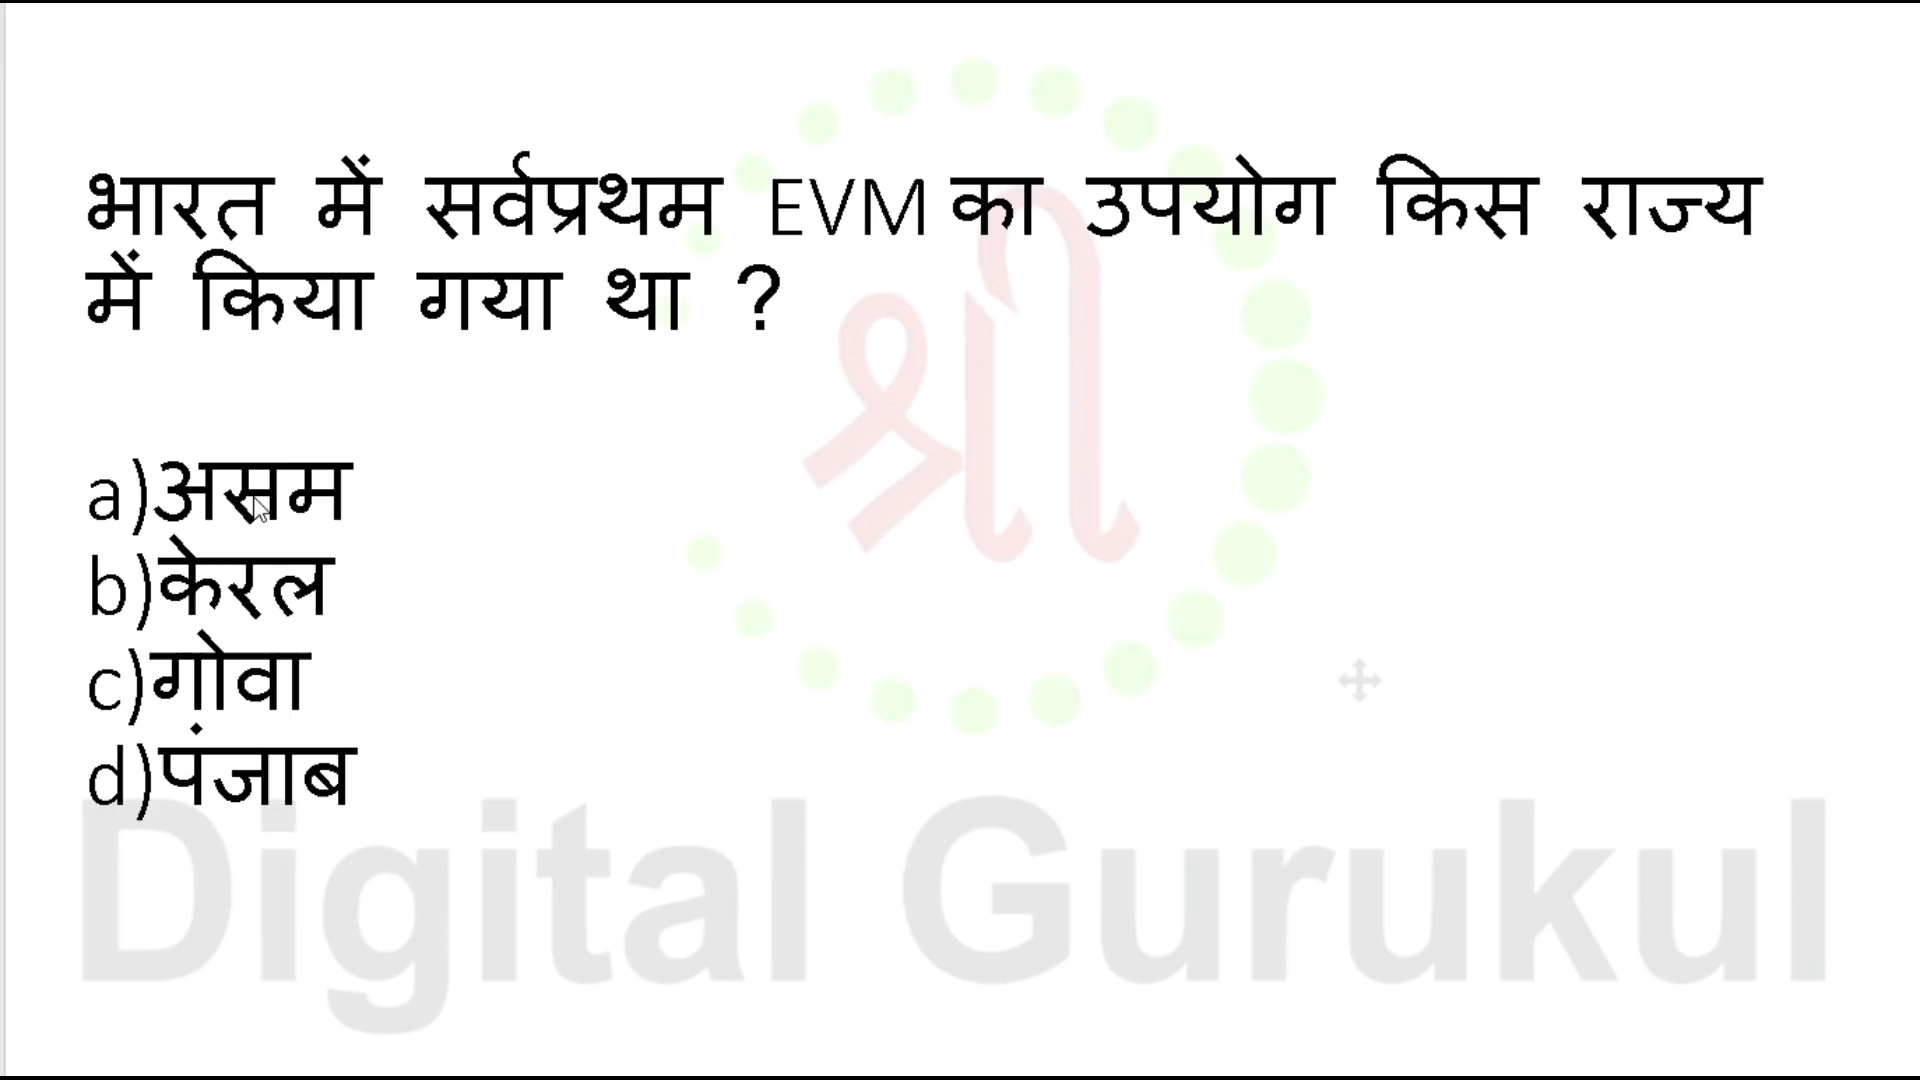 भारत में सर्वप्रथम EVM का उपयोग किस राज्य
में किया गया था ?
a)असम
b)केरल
c)गोवा
d)पंजाब
श्री
Digital Gurukul